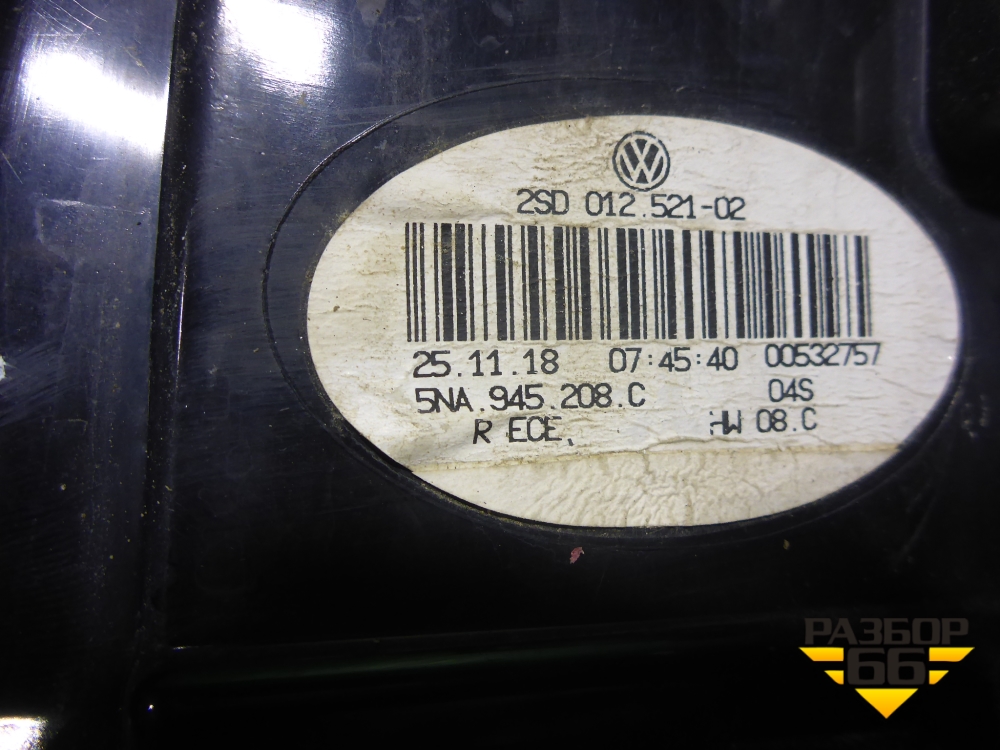 2SD 012.521-02
25.11.18 07:45:40 00532757
5NA.945.208.C 04S
R ECE, HW 08.C
РАЗБОР
66